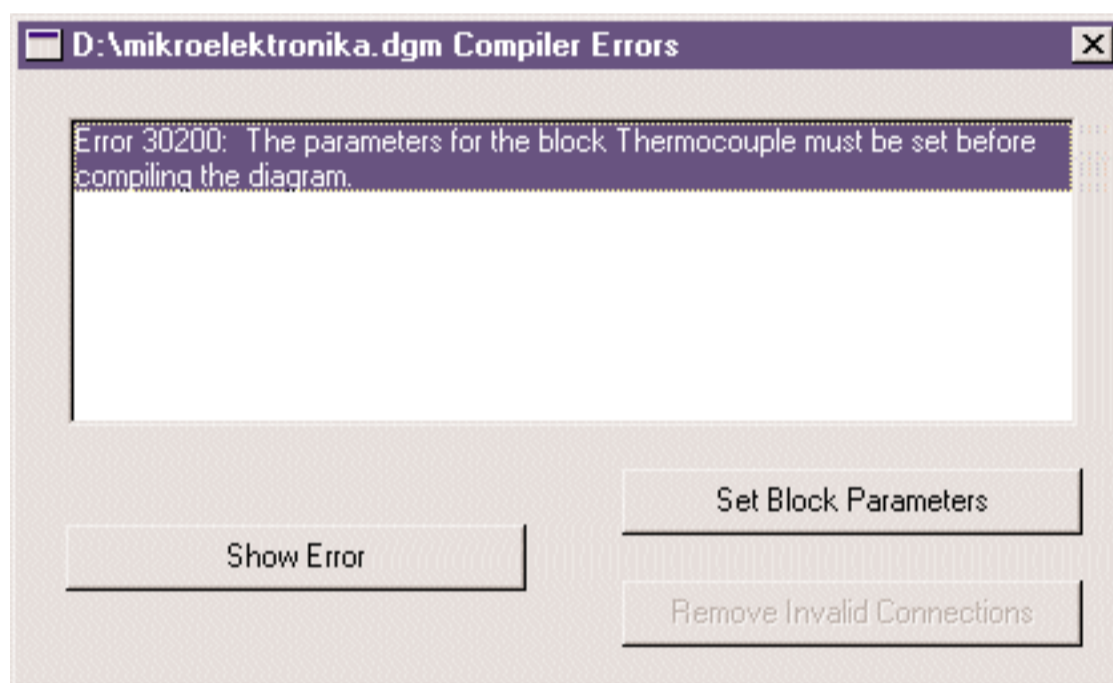 D:\mikroelektronika.dgm Compiler Errors
Error 30200:  The parameters for the block Thermocouple must be set before
compiling the diagram.
Set Block Parameters
Show Error
Remove Invalid Connections